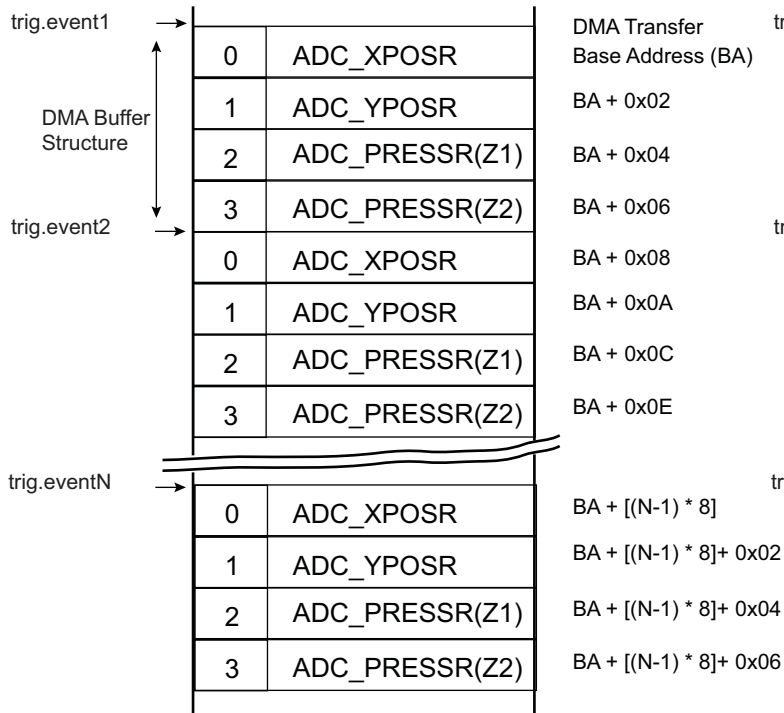 trig.event1
DMA Transfer
Base Address (BA)
0 ADC_XPOSR
DMA Buffer
Structure
1 ADC_YPOSR BA + 0x02
2 ADC_PRESSR(Z1) BA + 0x04
3 ADC_PRESSR(Z2) BA + 0x06
trig.event2
0 ADC_XPOSR BA + 0x08
1 ADC_YPOSR BA + 0x0A
2 ADC_PRESSR(Z1) BA + 0x0C
3 ADC_PRESSR(Z2) BA + 0x0E
trig.eventN
0 ADC_XPOSR BA + [(N-1) * 8]
1 ADC_YPOSR BA + [(N-1) * 8]+ 0x02
2 ADC_PRESSR(Z1) BA + [(N-1) * 8]+ 0x04
3 ADC_PRESSR(Z2) BA + [(N-1) * 8]+ 0x06